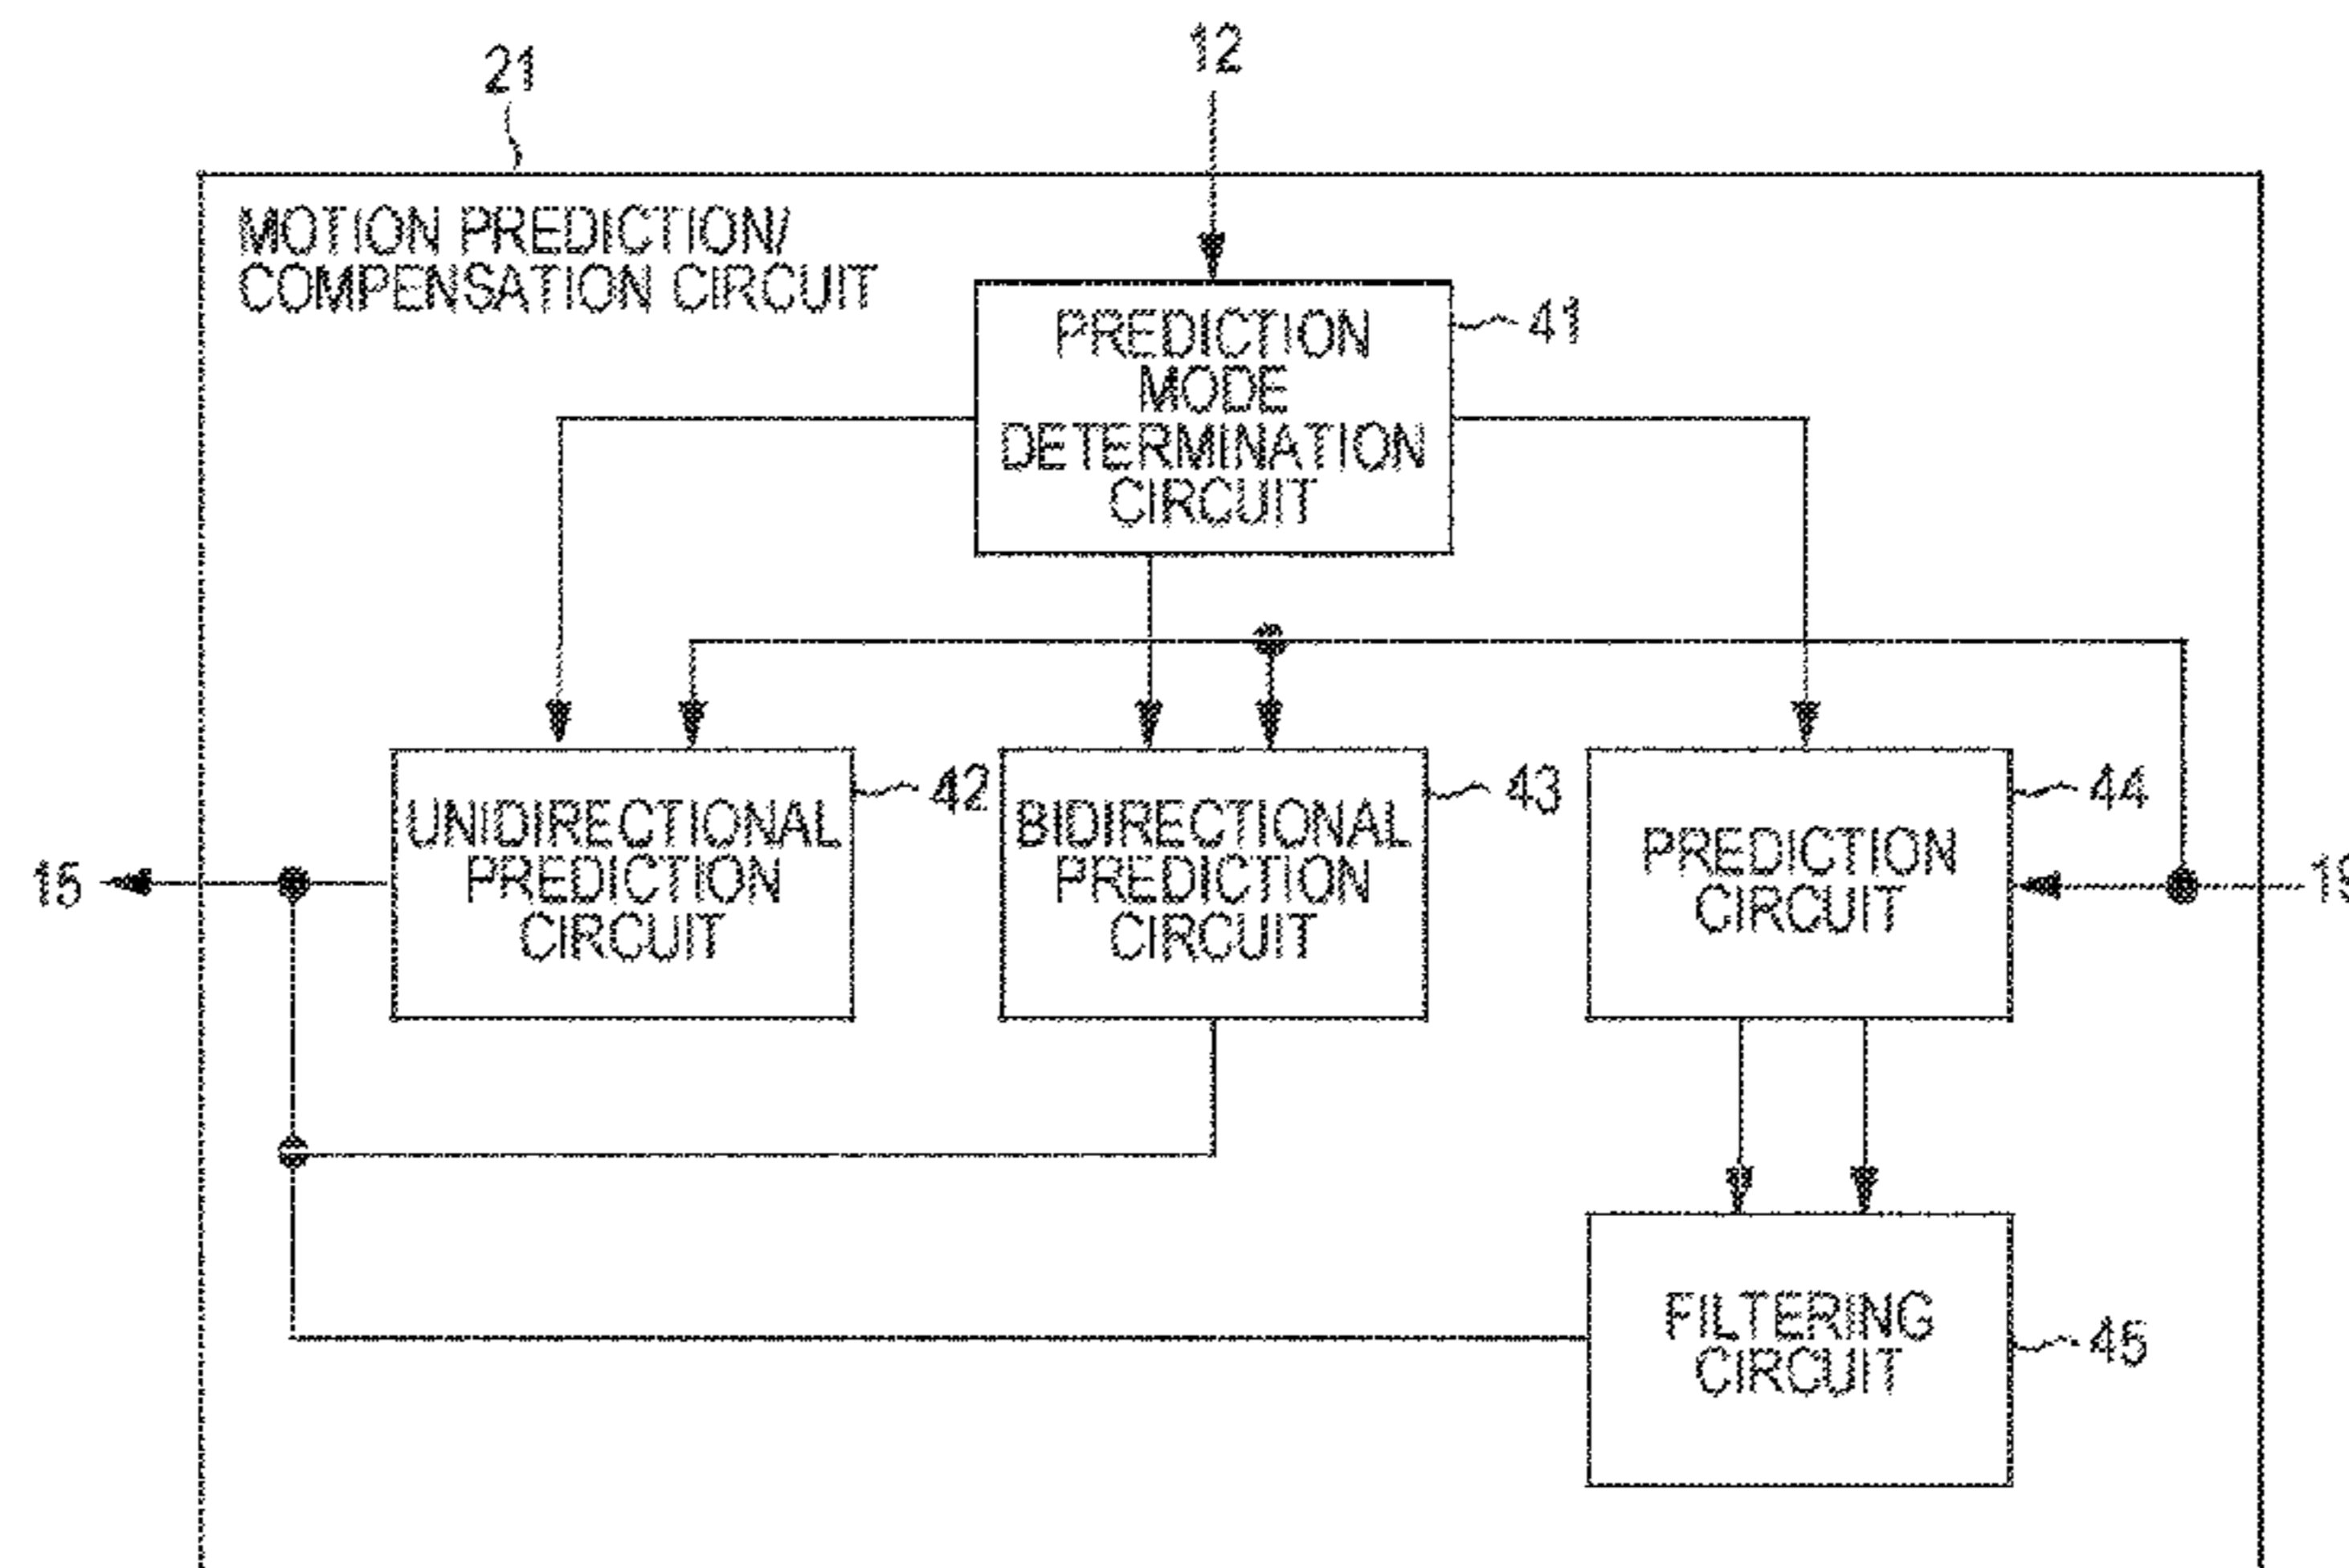 21
12
MOTION PREDICTION/
COMPENSATION CIRCUIT
PREDICTION
MODE
DETERMINATION
CIRCUIT
41
UNIDIRECTIONAL
PREDICTION
CIRCUIT
42
BIDIRECTIONAL
PREDICTION
CIRCUIT
43
PREDICTION
CIRCUIT
44
15
19
FILTERING
CIRCUIT
45